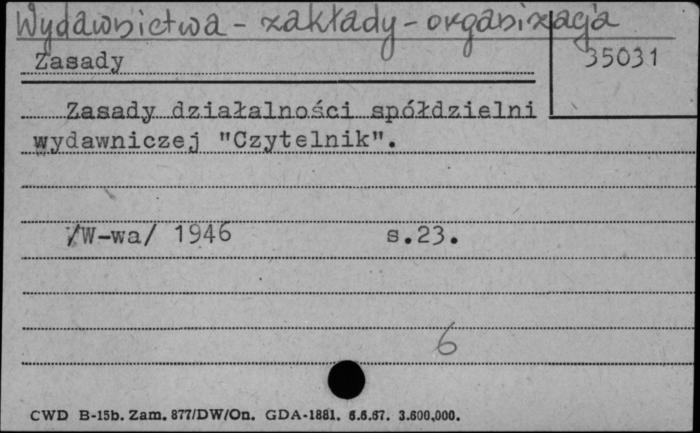 Wydawnictwa - zakłady - organizacja
Zasady
35031
Zasady działalności spółdzielni
wydawniczej "Czytelnik".
/W-wa/ 1946 s.23.
6
CWD B-15b. Zam. 877/DW/On. GDA-1881. 6.6.67. 3.600,000.